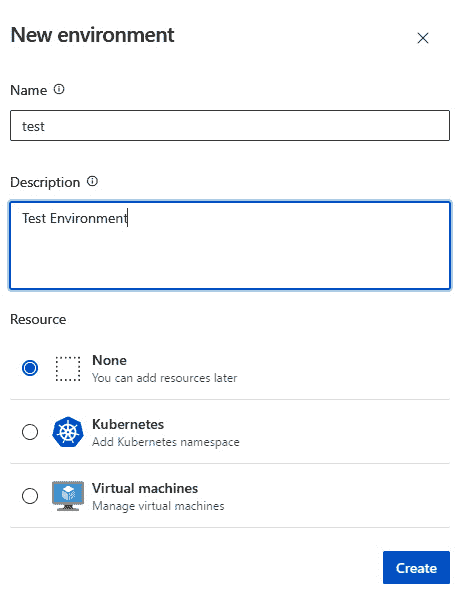 New environment
Name
test
Description
Test Environment
Resource
None
You can add resources later
Kubernetes
Add Kubernetes namespace
Virtual machines
Manage virtual machines
Create